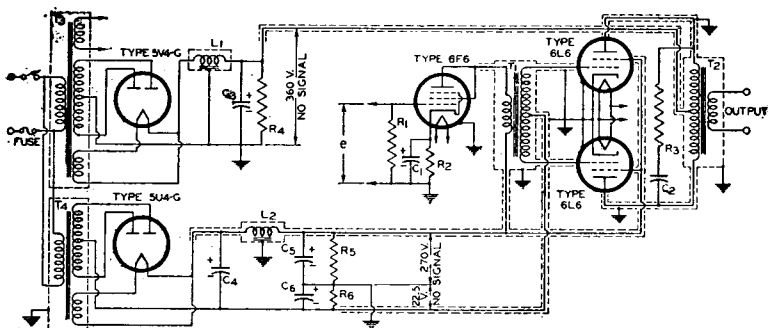 T3
TYPE 5V4-G
L1
C3
R4
360 V.
NO SIGNAL
TYPE 6F6
e
R1
C1
R2
T1
TYPE
6L6
R3
C2
T2
OUTPUT
TYPE
6L6
FUSE
T4
TYPE 5U4-G
L2
C4
C5
C6
R5
R6
270 V.
22.5 V.
NO SIGNAL